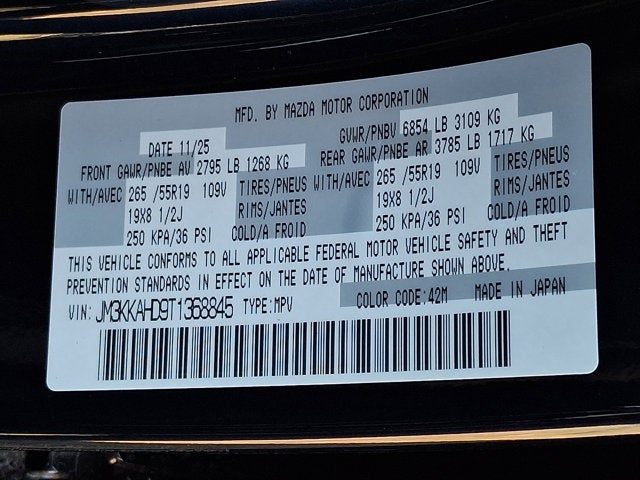 MFD. BY MAZDA MOTOR CORPORATION
DATE 11/25 GVWR/PNBV 6854 LB 3109 KG
FRONT GAWR/PNBE AV 2795 LB 1268 KG REAR GAWR/PNBE AR 3785 LB 1717 KG
WITH/AVEC 265 /55R19 109V TIRES/PNEUS WITH/AVEC 265 /55R19 109V TIRES/PNEUS
19X8 1/2J RIMS/JANTES 19X8 1/2J RIMS/JANTES
250 KPA/36 PSI COLD/A FROID 250 KPA/36 PSI COLD/A FROID
THIS VEHICLE CONFORMS TO ALL APPLICABLE FEDERAL MOTOR VEHICLE SAFETY AND THEFT
PREVENTION STANDARDS IN EFFECT ON THE DATE OF MANUFACTURE SHOWN ABOVE.
VIN: JM3KKAHD9T1368845 TYPE:MPV COLOR CODE:42M MADE IN JAPAN